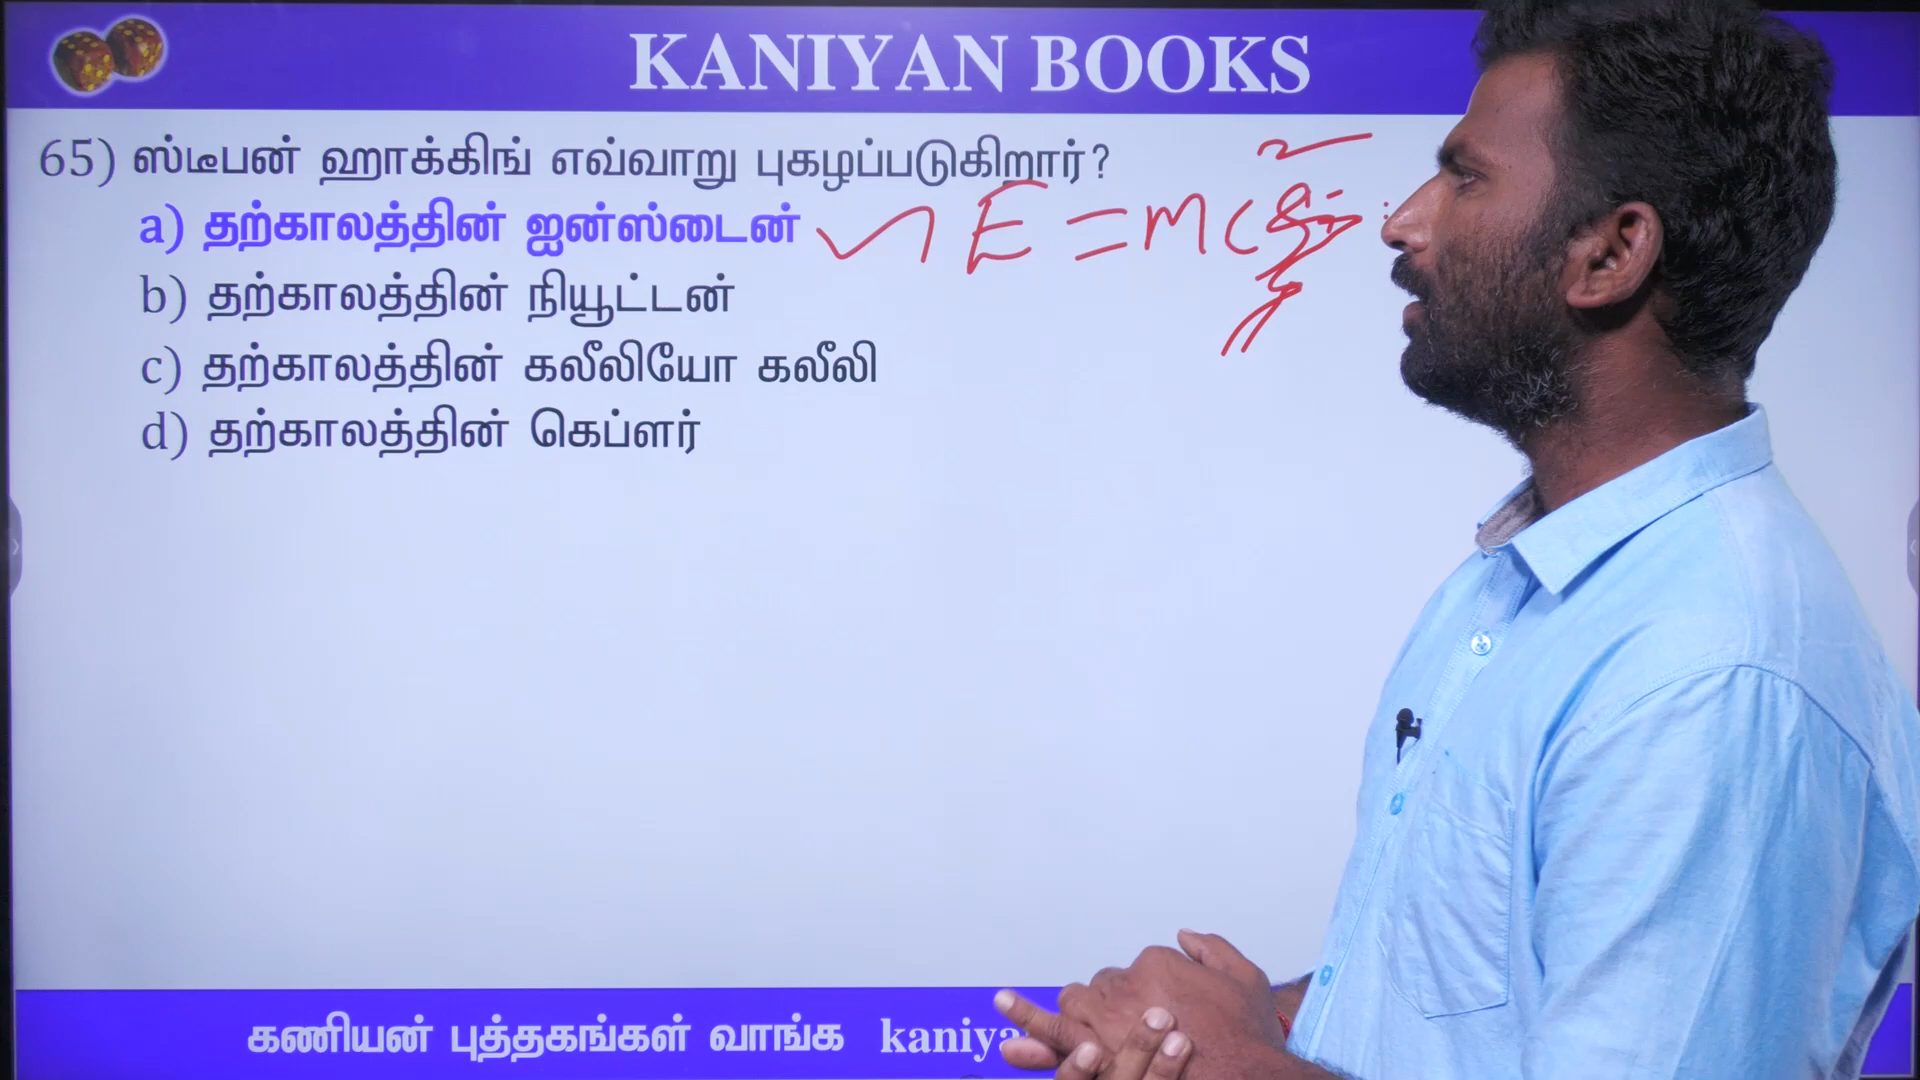 KANIYAN BOOKS
65) ஸ்டீபன் ஹாக்கிங் எவ்வாறு புகழப்படுகிறார்?
a) தற்காலத்தின் ஐன்ஸ்டைன்
E = mc
b) தற்காலத்தின் நியூட்டன்
c) தற்காலத்தின் கலீலியோ கலீலி
d) தற்காலத்தின் கெப்ளர்
கணியன் புத்தகங்கள் வாங்க kaniya